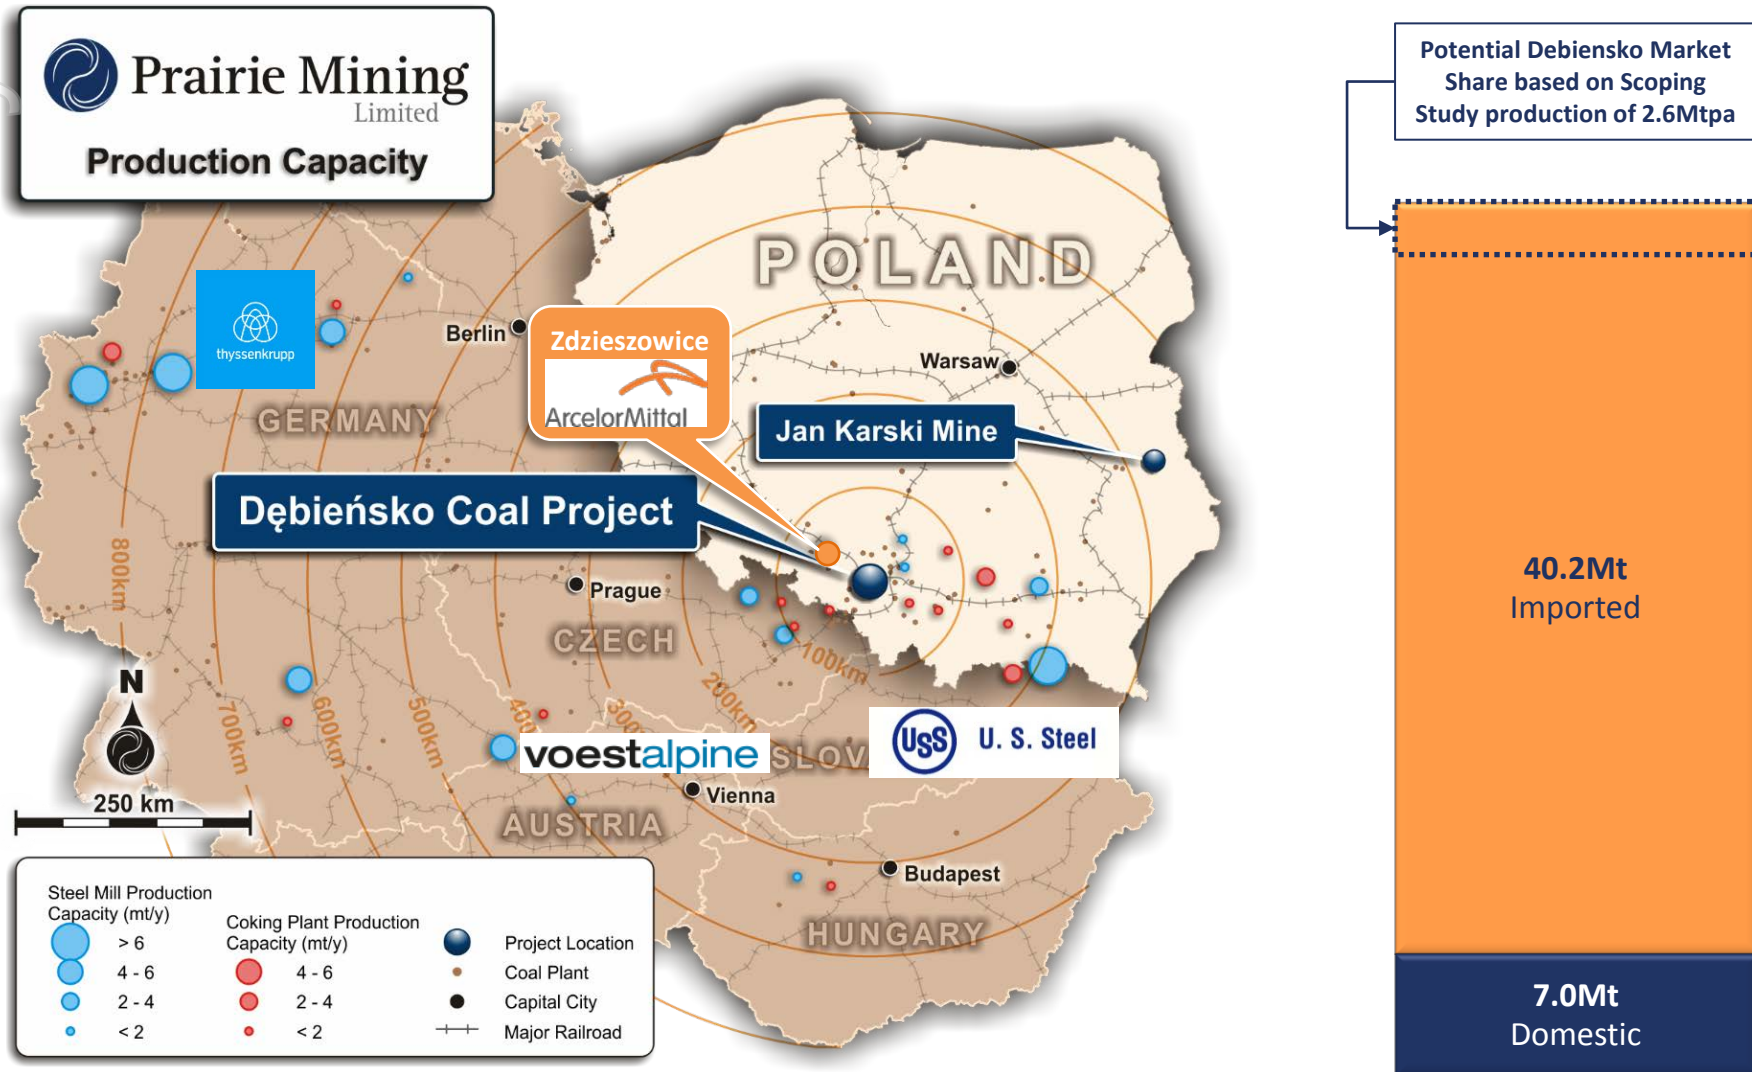 Prairie Mining
Limited
Production Capacity
POLAND
thyssenkrupp
Berlin
Zdzieszowice
ArcelorMittal
Warsaw
GERMANY
Jan Karski Mine
Dębieńsko Coal Project
800km
Prague
CZECH
100km
200km
700km
600km
500km
N
voestalpine
SLOV
USS U. S. Steel
250 km
Vienna
AUSTRIA
Budapest
HUNGARY
Steel Mill Production
Capacity (mt/y)
> 6
4 - 6
2 - 4
< 2
Coking Plant Production
Capacity (mt/y)
4 - 6
2 - 4
< 2
Project Location
Coal Plant
Capital City
Major Railroad
Potential Debiensko Market
Share based on Scoping
Study production of 2.6Mtpa
40.2Mt
Imported
7.0Mt
Domestic